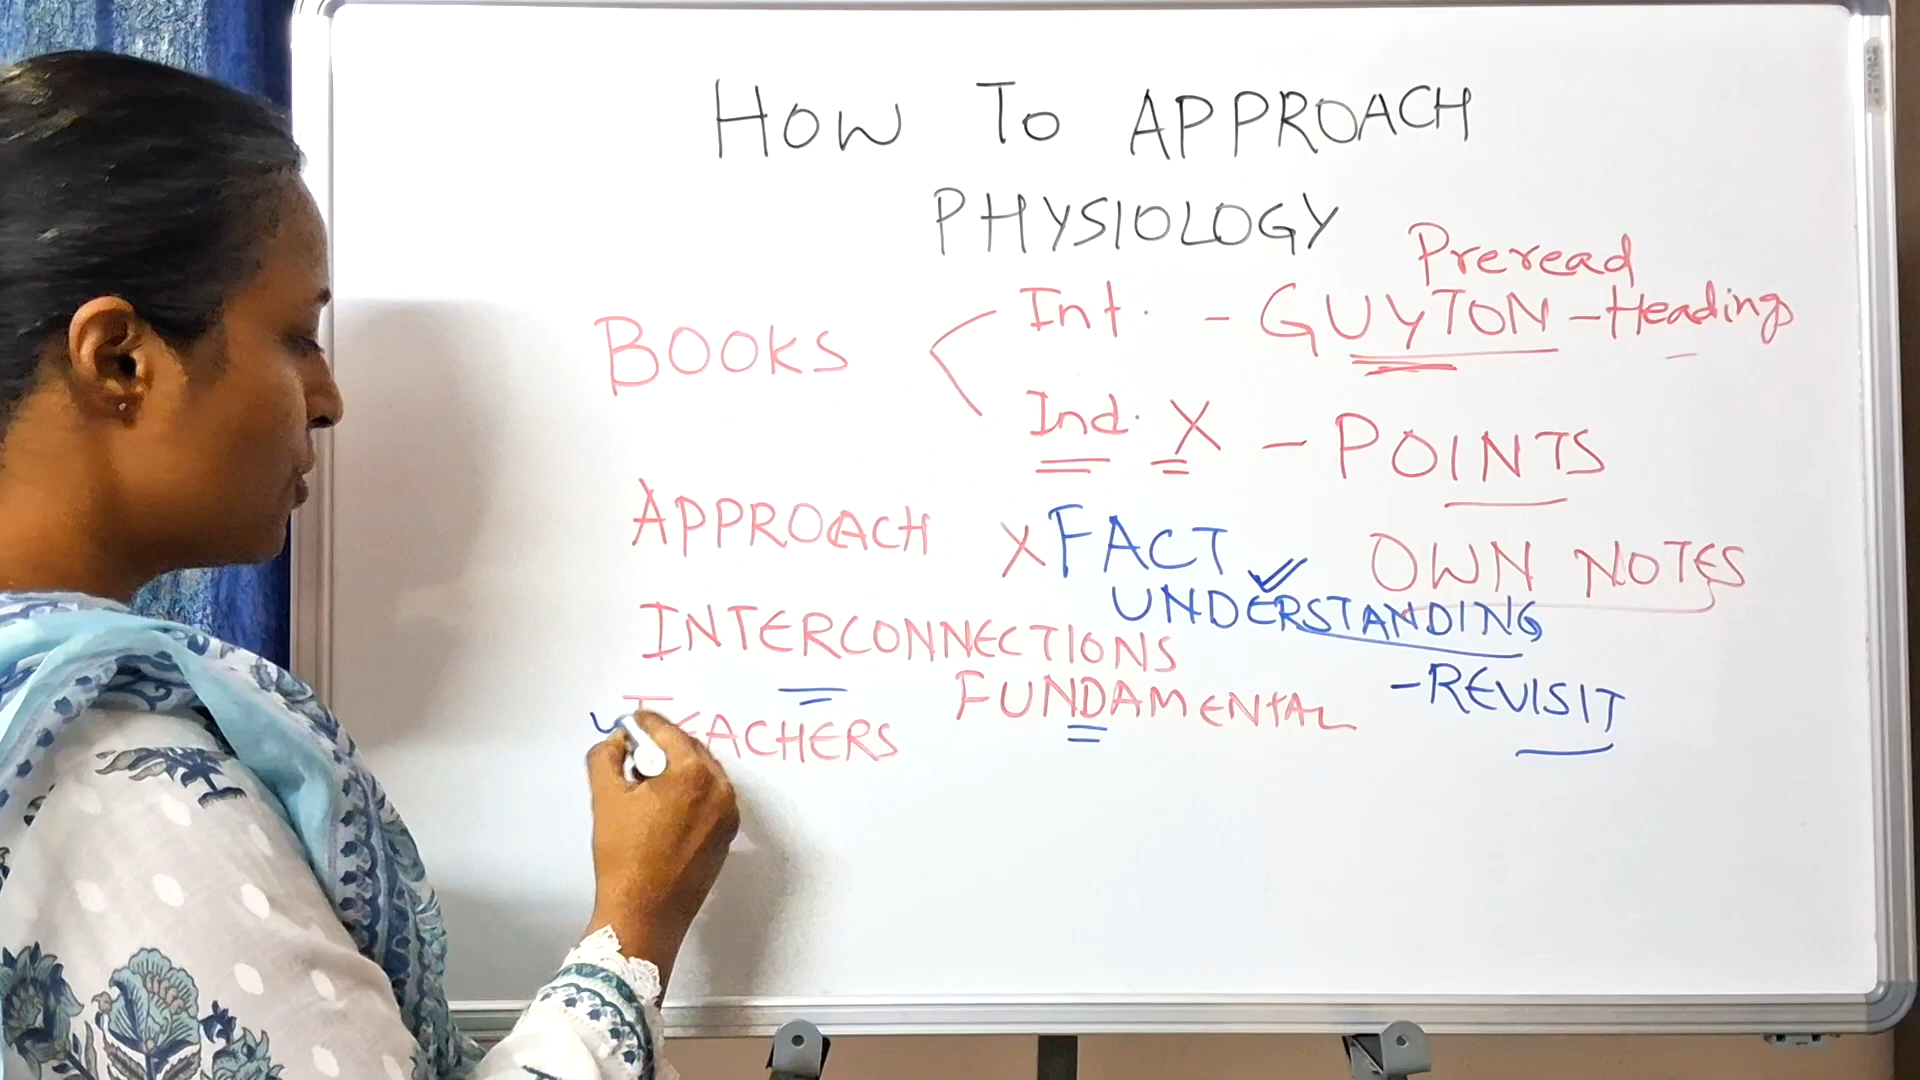 HOW TO APPROACH
PHYSIOLOGY
Preread
BOOKS Int. - GUYTON - Heading
Ind. X - POINTS
APPROACH X FACT OWN NOTES
UNDERSTANDING
INTERCONNECTIONS
FUNDAMENTAL - REVISIT
TEACHERS